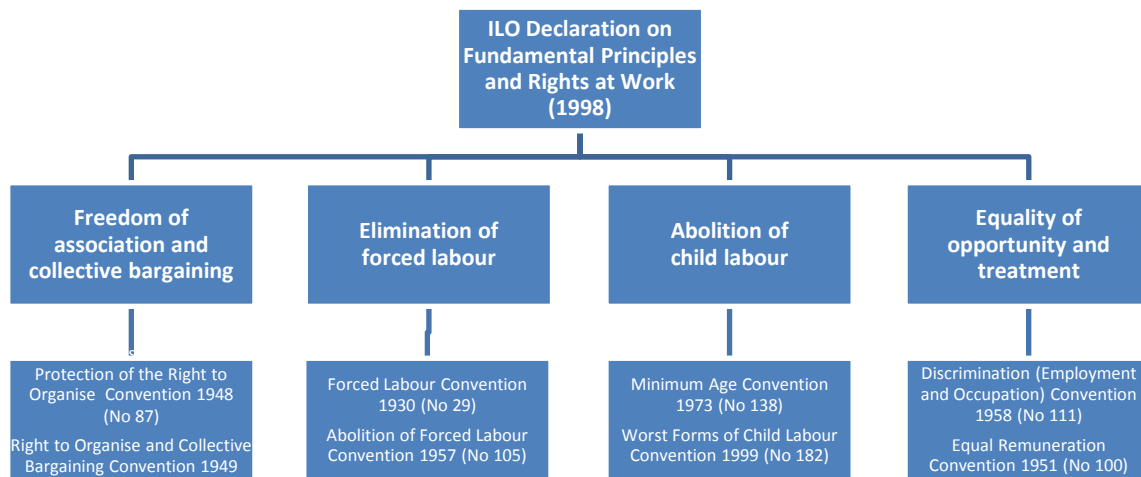 ILO Declaration on
Fundamental Principles
and Rights at Work
(1998)
Freedom of
association and
collective bargaining
Elimination of
forced labour
Abolition of
child labour
Equality of
opportunity and
treatment
Protection of the Right to
Organise Convention 1948
(No 87)
Right to Organise and Collective
Bargaining Convention 1949
Forced Labour Convention
1930 (No 29)
Abolition of Forced Labour
Convention 1957 (No 105)
Minimum Age Convention
1973 (No 138)
Worst Forms of Child Labour
Convention 1999 (No 182)
Discrimination (Employment
and Occupation) Convention
1958 (No 111)
Equal Remuneration
Convention 1951 (No 100)